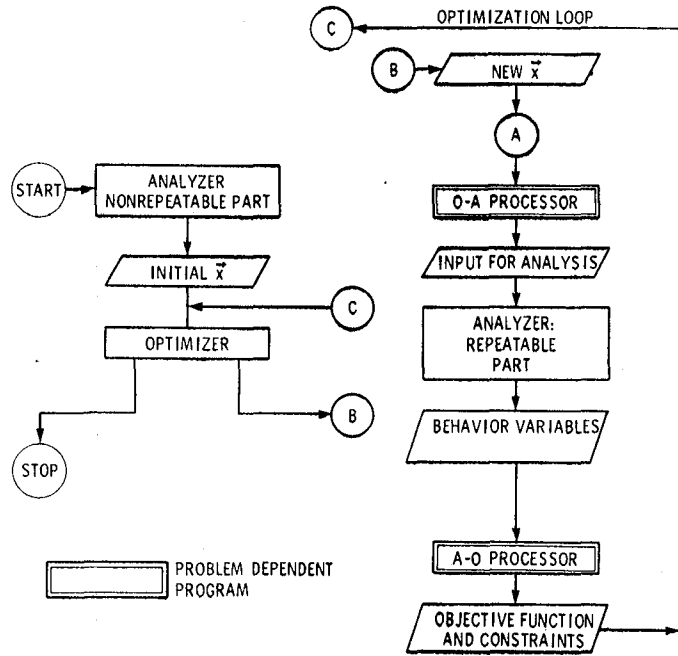 OPTIMIZATION LOOP
C
B
NEW x
A
START
ANALYZER
NONREPEATABLE PART
O-A PROCESSOR
INITIAL x
INPUT FOR ANALYSIS
C
ANALYZER:
REPEATABLE
PART
OPTIMIZER
B
BEHAVIOR VARIABLES
STOP
A-O PROCESSOR
PROBLEM DEPENDENT
PROGRAM
OBJECTIVE FUNCTION
AND CONSTRAINTS